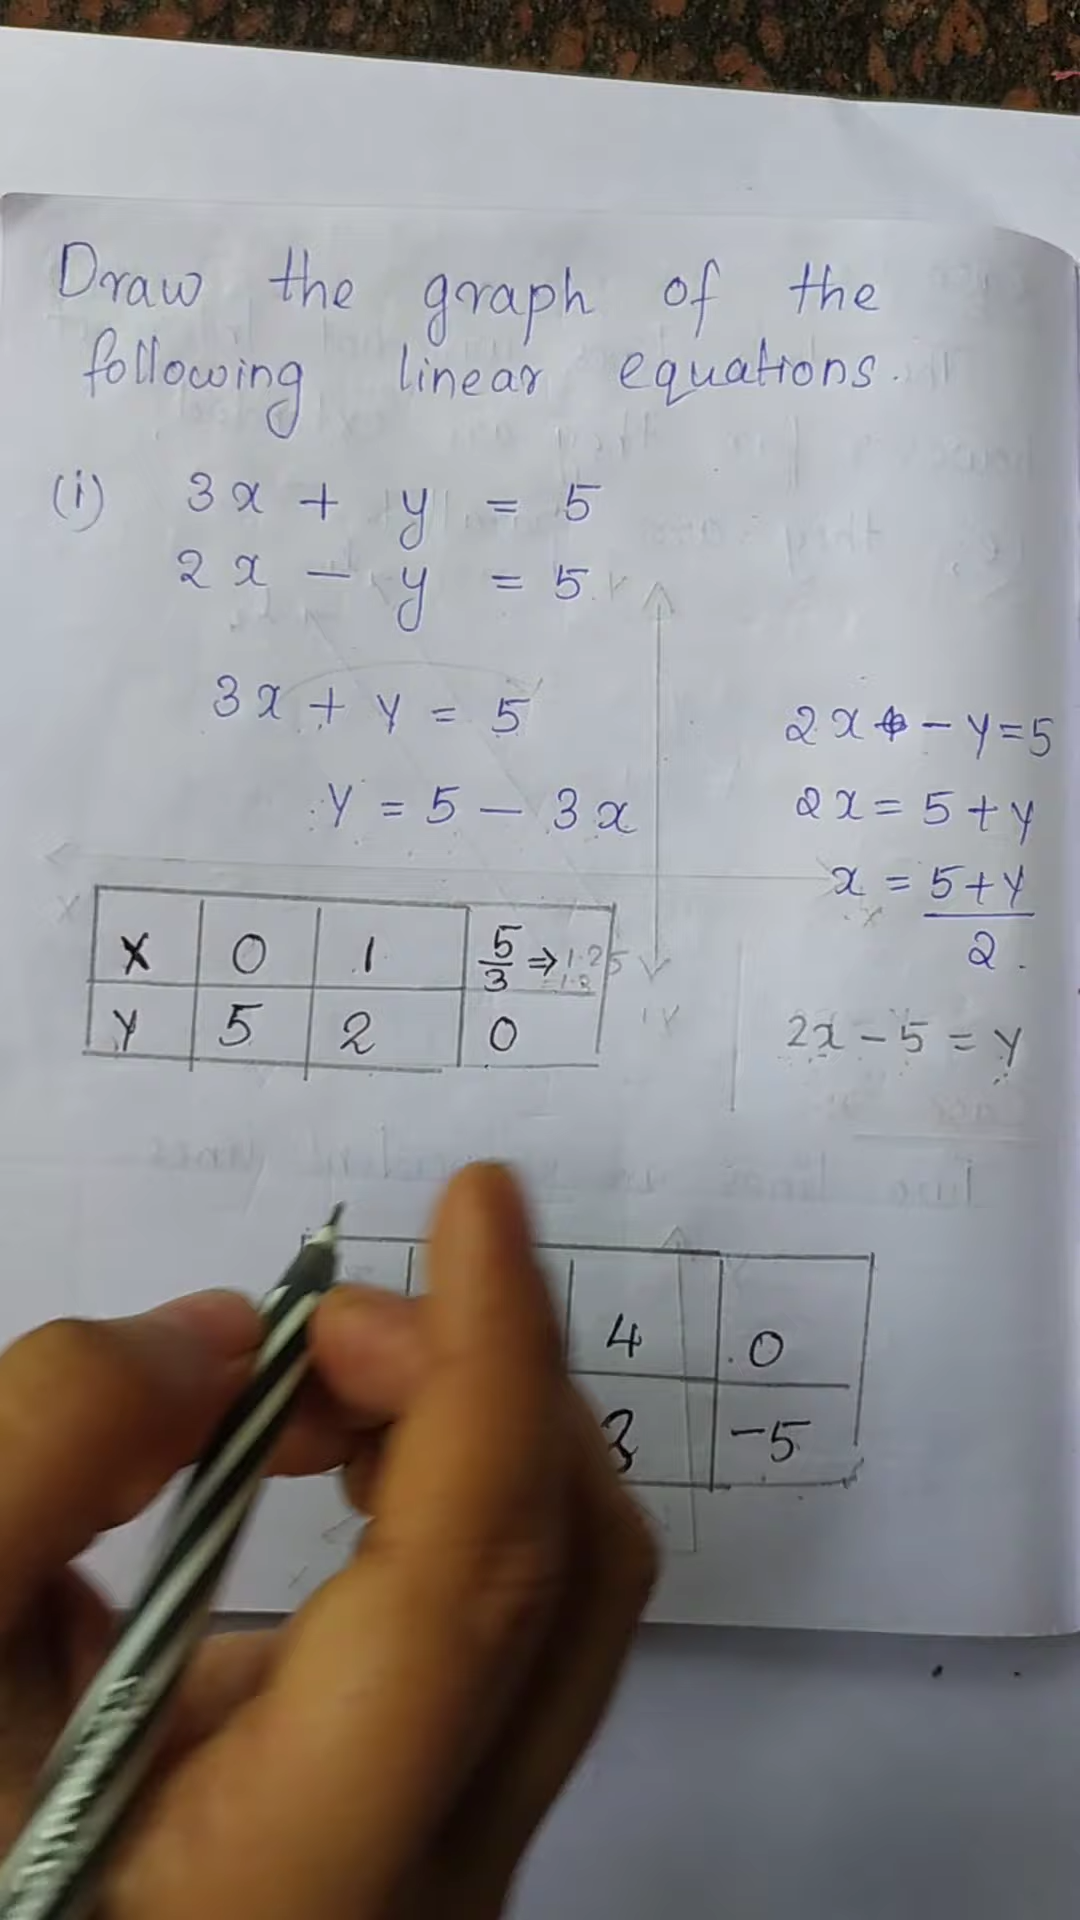 Draw the graph of the
following linear equations.
(i) 3x + y = 5
2x - y = 5
3x + y = 5
y = 5 - 3x
2x - y = 5
2x = 5 + y
x = 5+y
2.
2x - 5 = y
x 0 1 5/3 ⇒ 1.25
y 5 2 0
4 0
3 -5